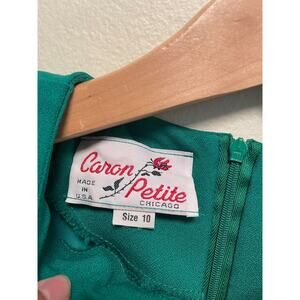 Caron
Petite
MADE
IN
U.S.A.
CHICAGO
Size 10